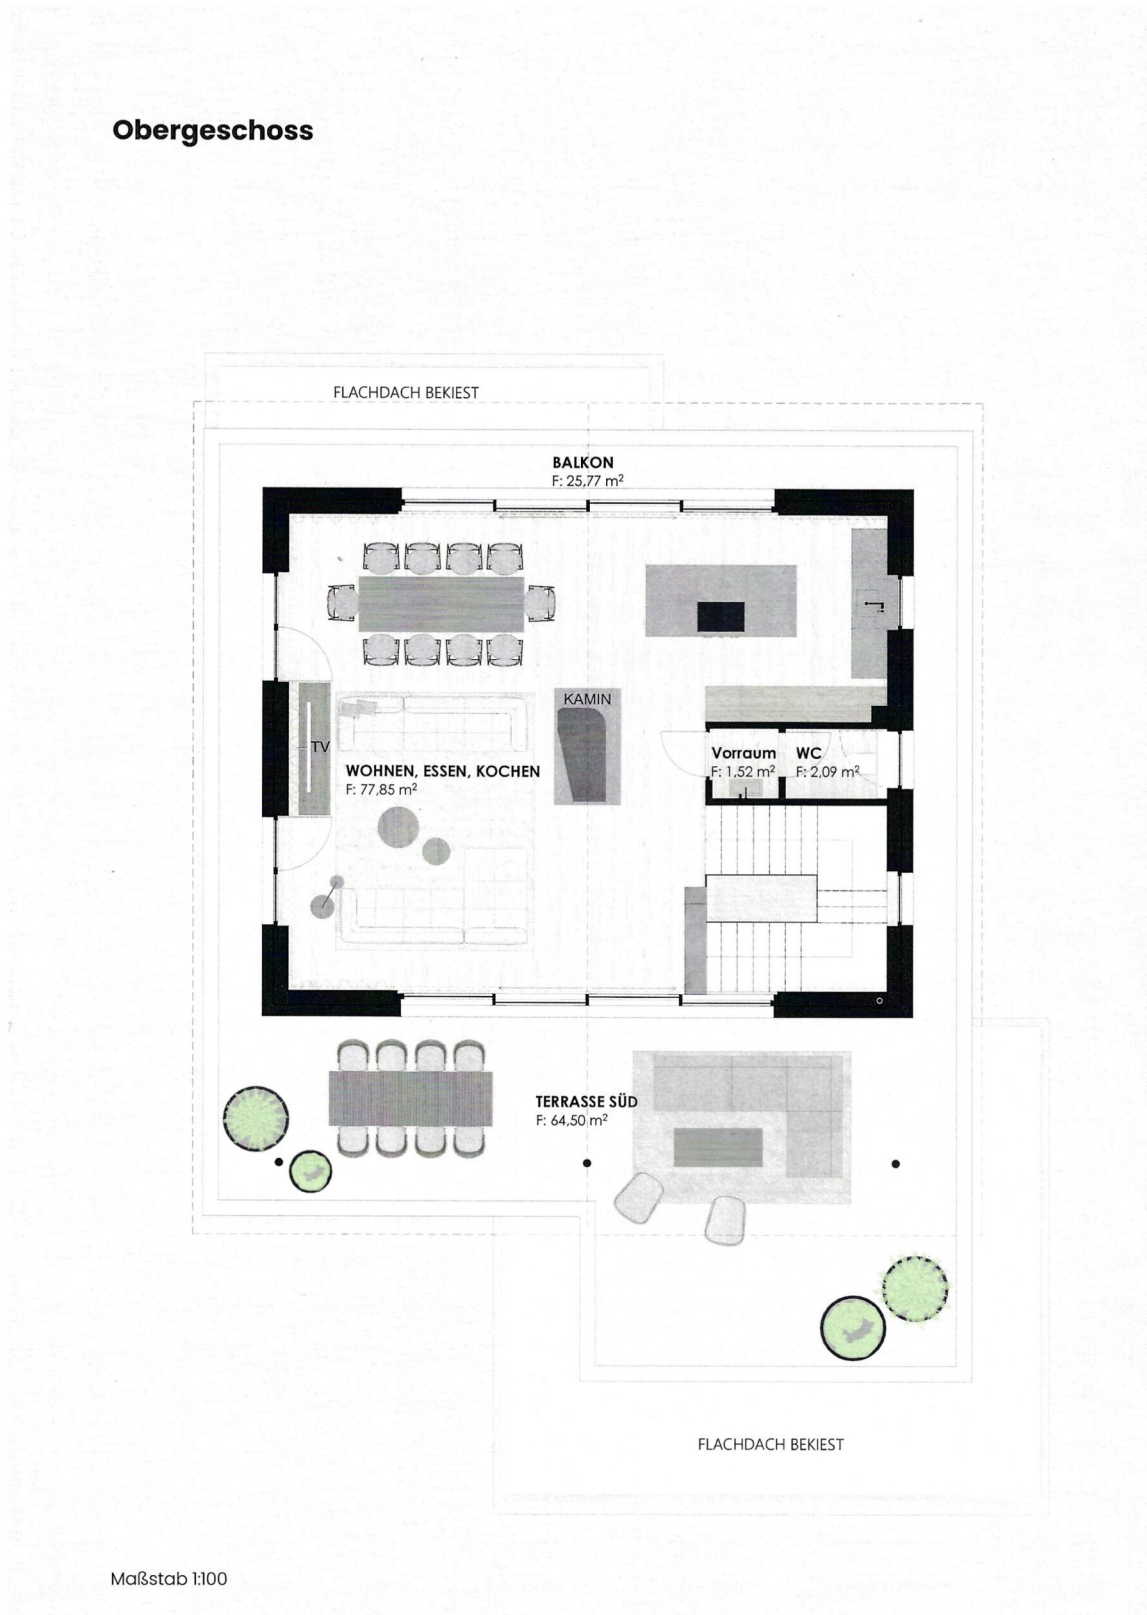 Obergeschoss
FLACHDACH BEKIEST
BALKON
F: 25,77 m²
KAMIN
TV
WOHNEN, ESSEN, KOCHEN
F: 77,85 m²
Vorraum
F: 1,52 m²
WC
F: 2,09 m²
TERRASSE SÜD
F: 64,50 m²
FLACHDACH BEKIEST
Maßstab 1:100